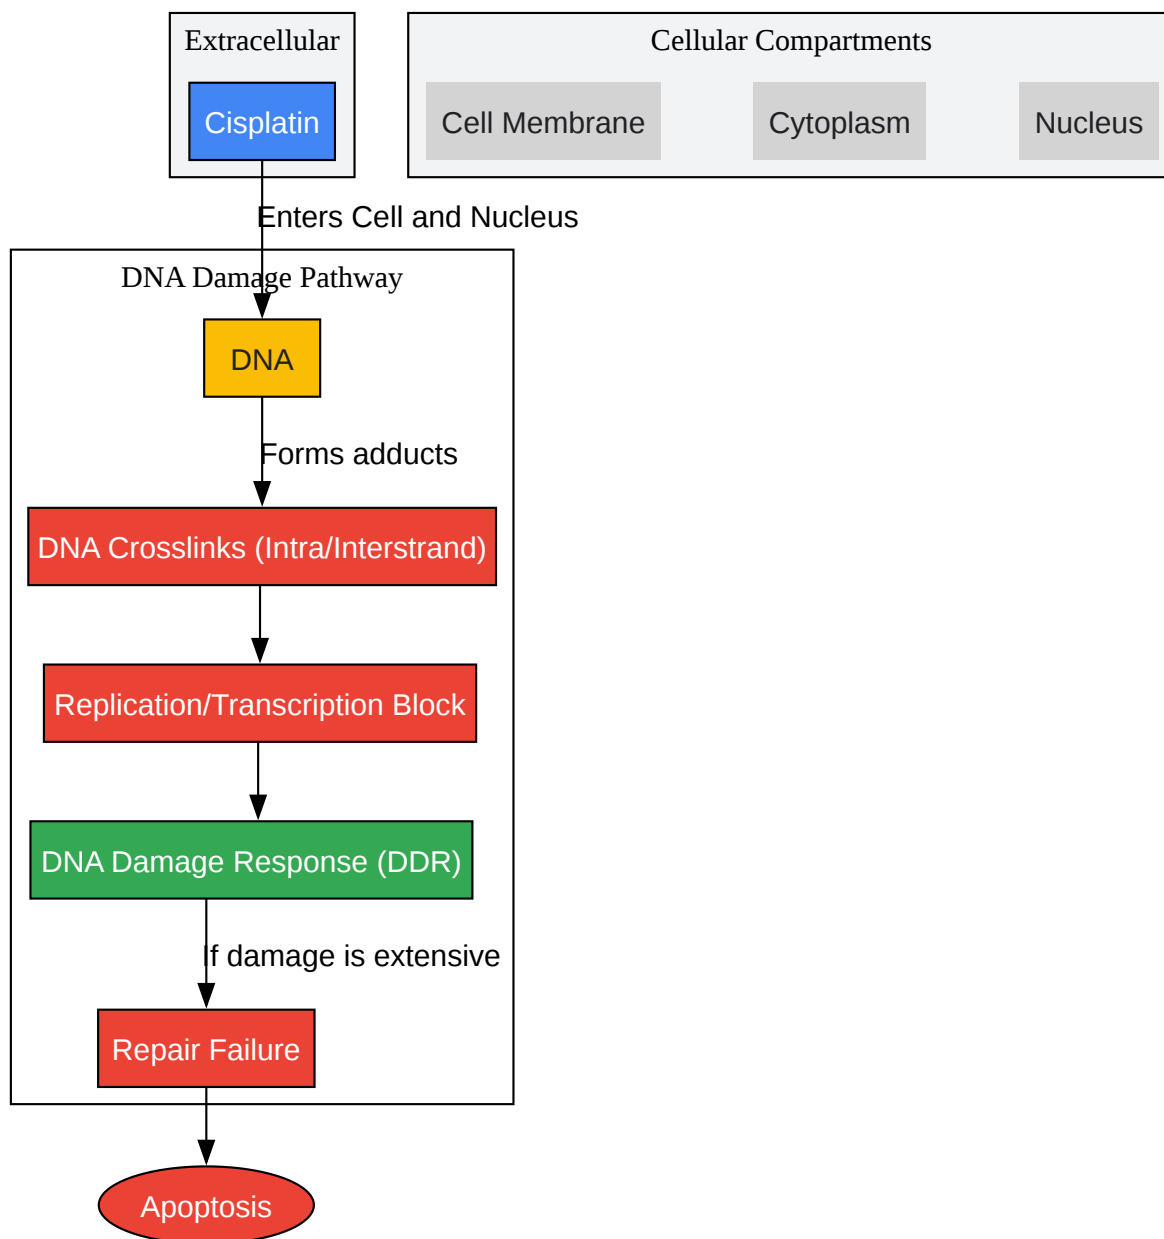 Extracellular
Cellular Compartments
Cisplatin
Cell Membrane
Cytoplasm
Nucleus
Enters Cell and Nucleus
DNA Damage Pathway
DNA
Forms adducts
DNA Crosslinks (Intra/Interstrand)
Replication/Transcription Block
DNA Damage Response (DDR)
If damage is extensive
Repair Failure
Apoptosis